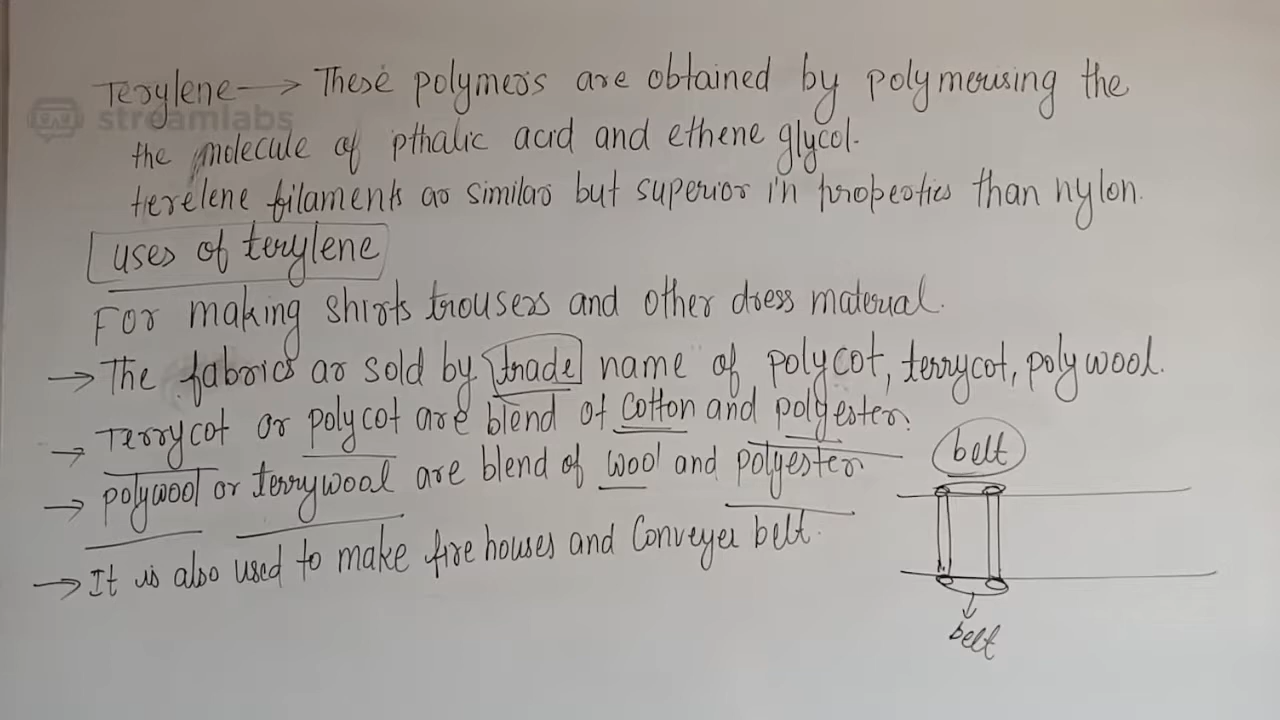 Terylene → These polymers are obtained by polymerising the
streamlabs
the molecule of pthalic acid and ethene glycol.
terelene filaments ar similar but superior in properties than nylon.
uses of terylene
For making shirts trousers and other dress material.
→ The fabrics ar sold by trade name of polycot, terrycot, polywool.
→ Terrycot or polycot are blend of cotton and polyester.
→ polywool or terrywool are blend of wool and polyester
belt
→ It is also used to make fire houses and Conveyer belt.
belt